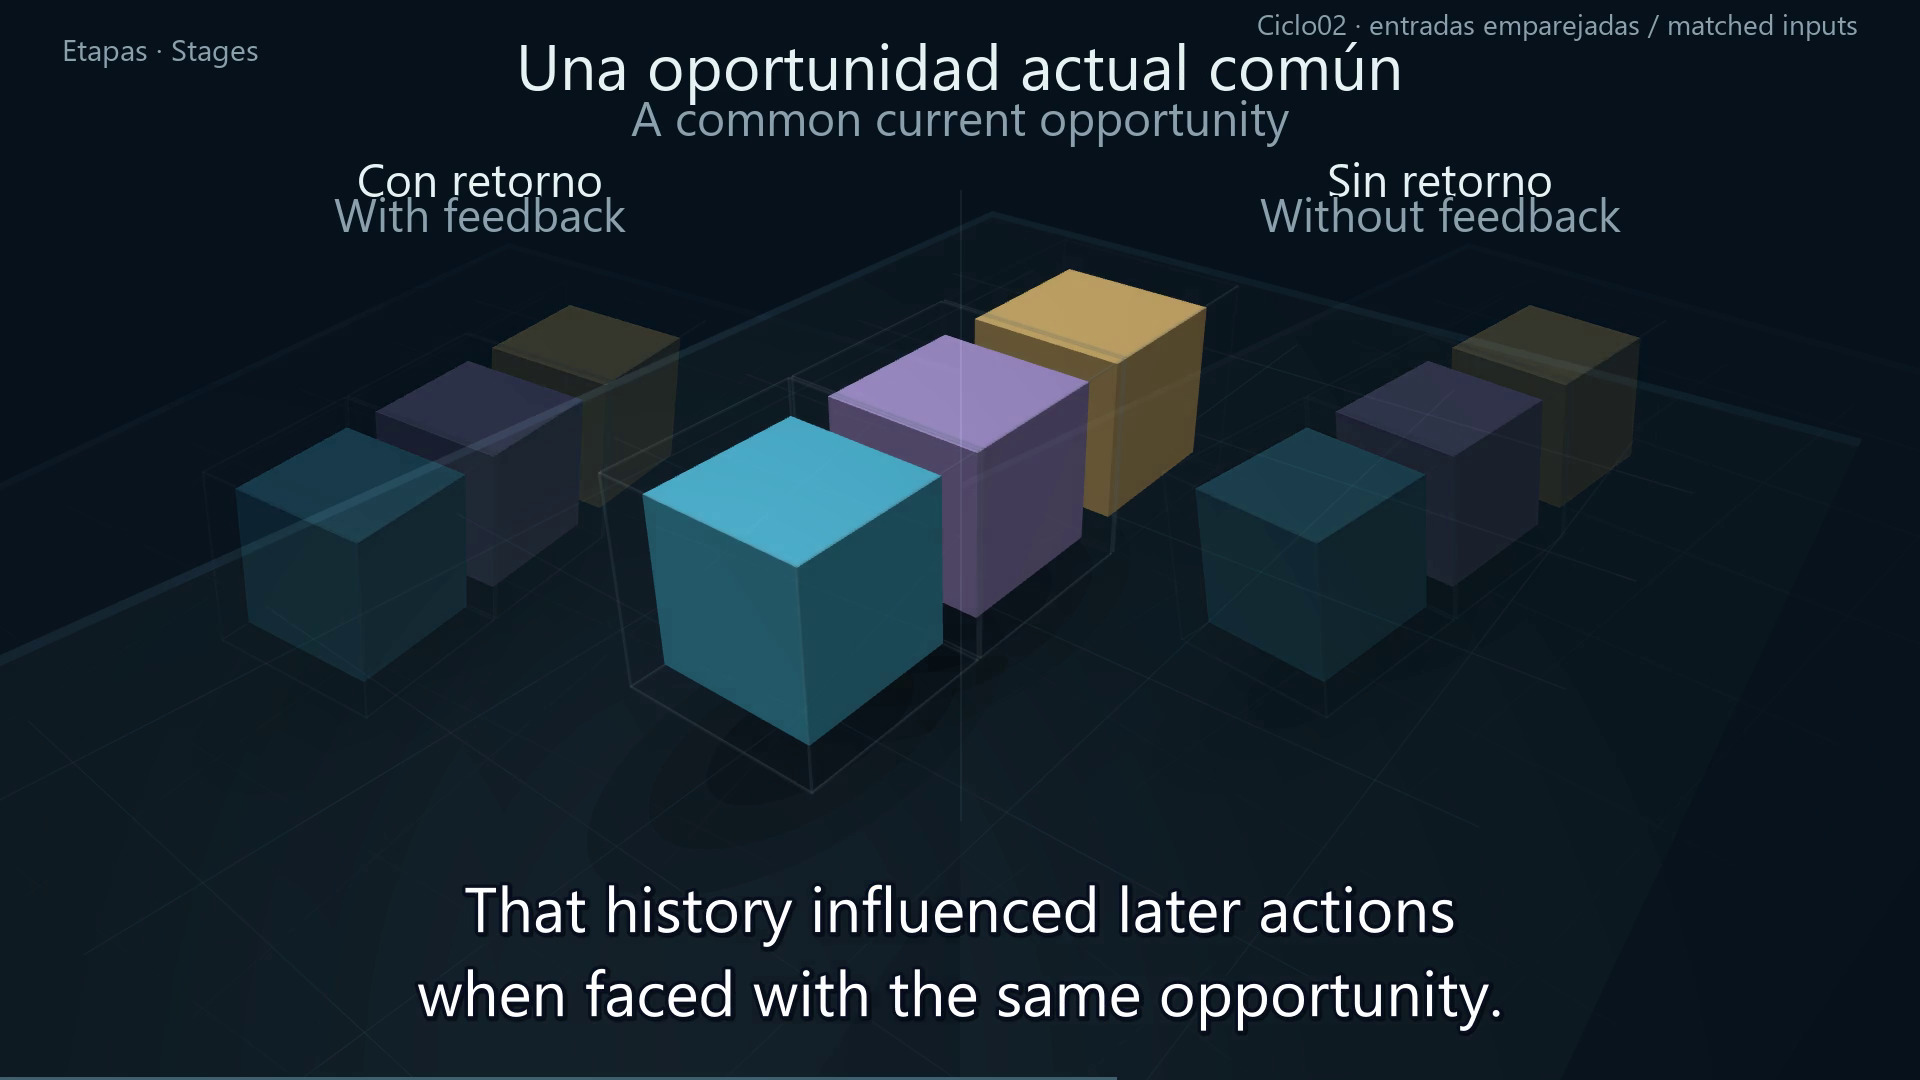 Etapas · Stages
Ciclo02 · entradas emparejadas / matched inputs
Una oportunidad actual común
A common current opportunity
Con retorno
With feedback
Sin retorno
Without feedback
That history influenced later actions
when faced with the same opportunity.